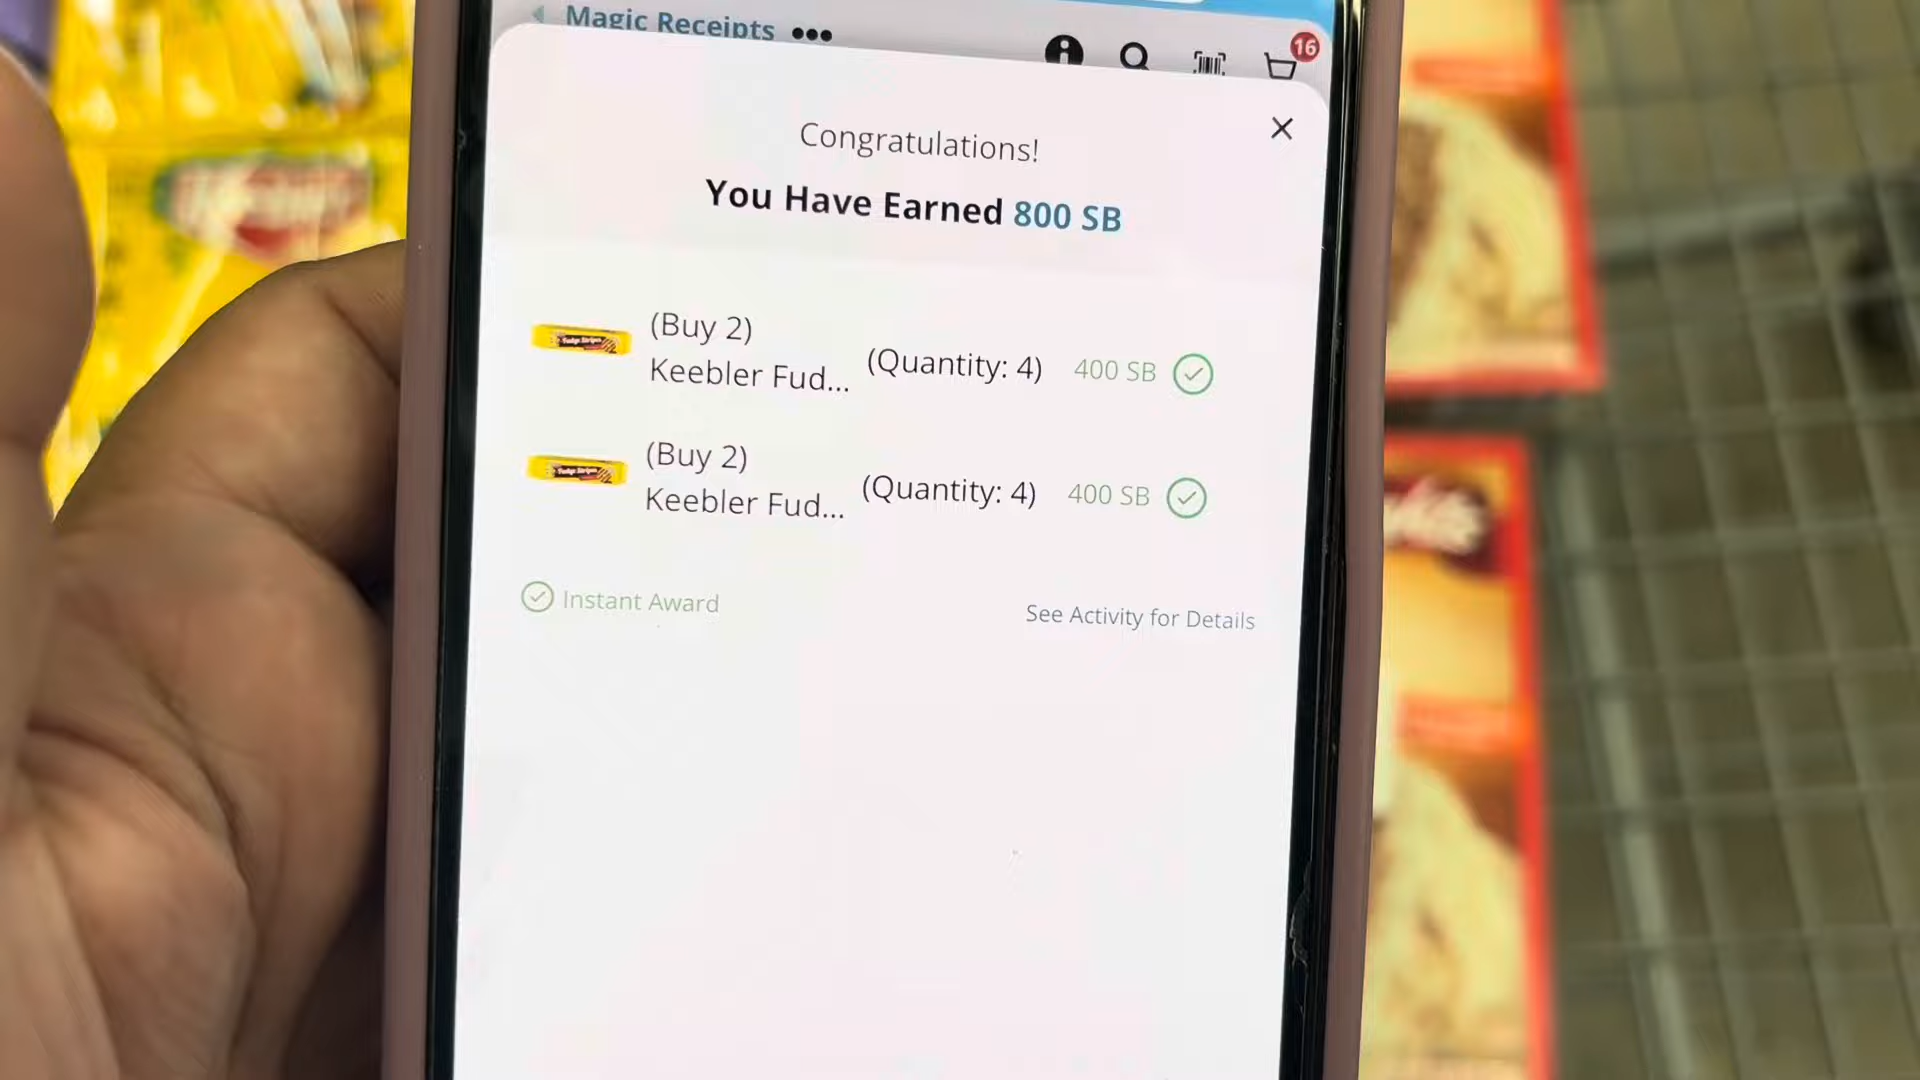 Magic Receipts •••
16
Congratulations!
You Have Earned 800 SB
(Buy 2)
Keebler Fud... (Quantity: 4) 400 SB
(Buy 2)
Keebler Fud... (Quantity: 4) 400 SB
Instant Award
See Activity for Details